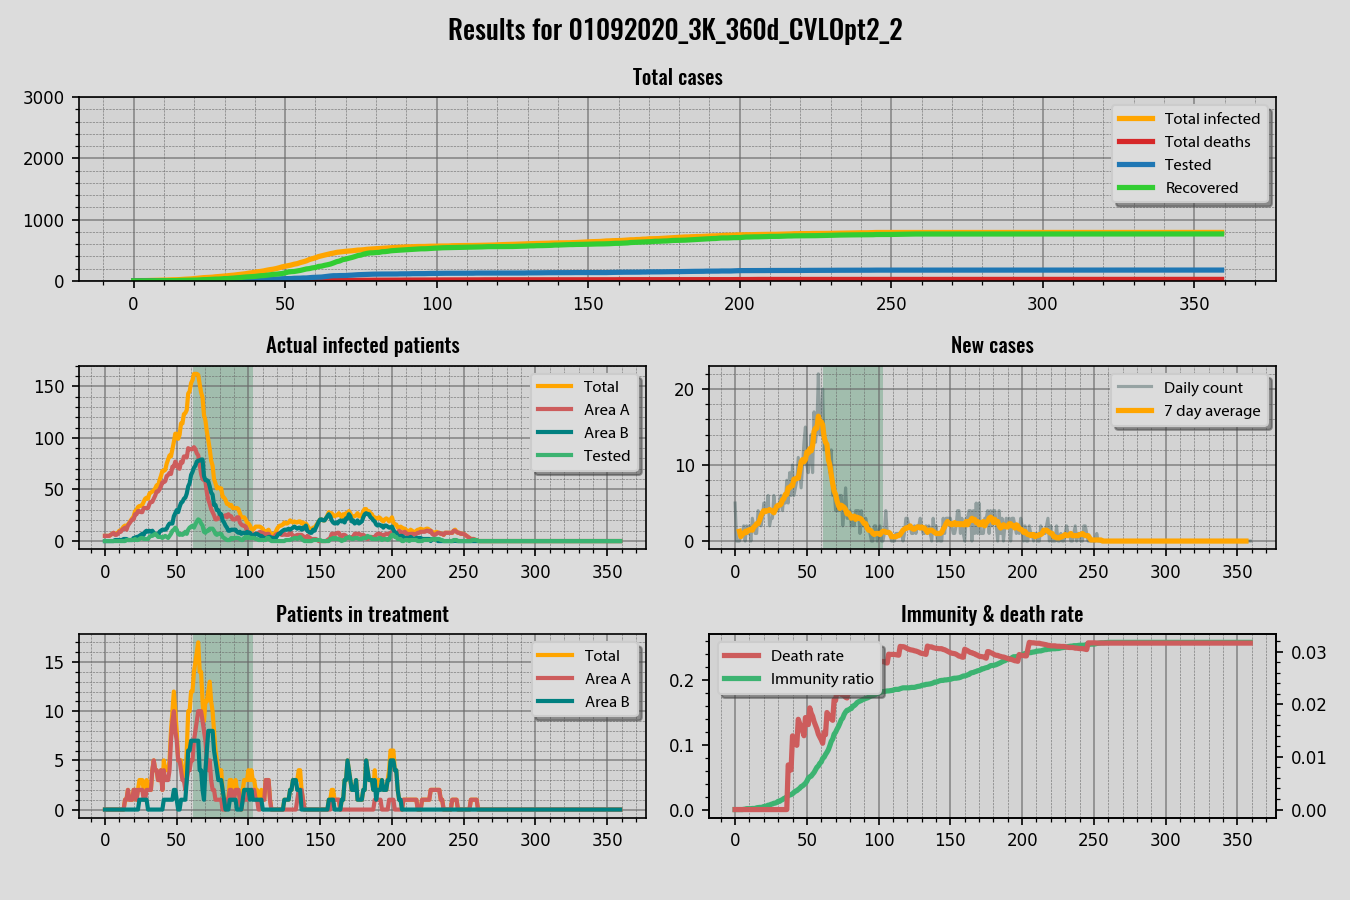 Results for 01092020_3K_360d_CVLOpt2_2
Total cases
3000
2000
1000
0
Total infected
Total deaths
Tested
Recovered
0 50 100 150 200 250 300 350
Actual infected patients
150
100
50
0
Total
Area A
Area B
Tested
0 50 100 150 200 250 300 350
New cases
20
10
0
Daily count
7 day average
0 50 100 150 200 250 300 350
Patients in treatment
15
10
5
0
Total
Area A
Area B
0 50 100 150 200 250 300 350
Immunity & death rate
0.2
0.1
0.0
Death rate
Immunity ratio
0.03
0.02
0.01
0.00
0 50 100 150 200 250 300 350